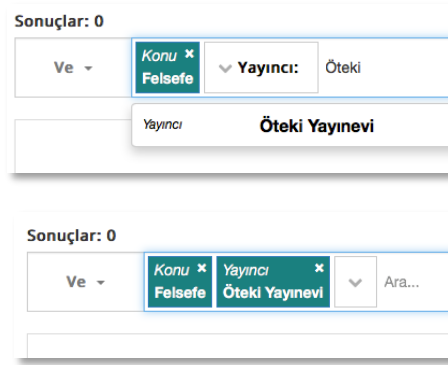 Sonuçlar: 0
Ve
Konu ×
Felsefe
Yayıncı:
Öteki
Yayıncı
Öteki Yayınevi
Sonuçlar: 0
Ve
Konu ×
Felsefe
Yayıncı ×
Öteki Yayınevi
Ara...